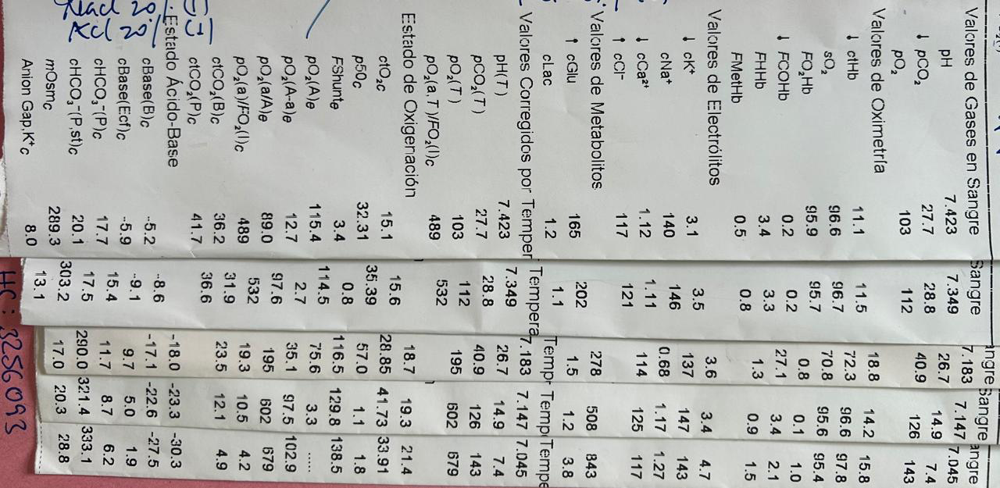 Valores de Gases en Sangre Sangre ngre Sangre angre
pH 7.423 7.349 7.183 7.147 7.045
↓ pCO₂ 27.7 28.8 26.7 14.9 7.4
pO₂ 103 112 40.9 126 143
Valores de Oximetría
↓ ctHb 11.1 11.5 18.8 14.2 15.8
sO₂ 96.6 96.7 72.3 96.6 97.8
FO₂Hb 95.9 95.7 70.8 95.6 95.4
↓ FCOHb 0.2 0.2 0.8 0.1 1.0
FHHb 3.4 3.3 27.1 3.4 2.1
FMetHb 0.5 0.8 1.3 0.9 1.5
Valores de Electrólitos
↓ cK⁺ 3.1 3.5 3.6 3.4 4.7
cNa⁺ 140 146 137 147 143
↓ cCa²⁺ 1.12 1.11 0.68 1.17 1.27
↑ cCl⁻ 117 121 114 125 117
Valores de Metabolitos
↑ cGlu 165 202 278 508 843
cLac 1.2 1.1 1.5 1.2 3.8
Valores Corregidos por Temper Tempera Tempr Tempr Tempe
pH(T) 7.423 7.349 7.183 7.147 7.045
pCO₂(T) 27.7 28.8 26.7 14.9 7.4
pO₂(T) 103 112 40.9 126 143
pO₂(a,T)/FO₂(I)c 489 532 195 602 679
Estado de Oxigenación
ctO₂c 15.1 15.6 18.7 19.3 21.4
p50c 32.31 35.39 28.85 41.73 33.91
FShunte 3.4 0.8 57.0 1.1 1.8
pO₂(A)e 115.4 114.5 116.5 129.8 138.5
pO₂(A-a)e 12.7 2.7 75.6 3.3 .....
pO₂(a/A)e 89.0 97.6 35.1 97.5 102.9
pO₂(a)/FO₂(I)c 489 532 195 602 679
ctCO₂(B)c 36.2 31.9 19.3 10.5 4.2
ctCO₂(P)c 41.7 36.6 23.5 12.1 4.9
Estado Ácido-Base
cBase(B)c -5.2 -8.6 -18.0 -23.3 -30.3
cBase(Ecf)c -5.9 -9.1 -17.1 -22.6 -27.5
cHCO₃⁻(P)c 17.7 15.4 9.7 5.0 1.9
cHCO₃⁻(P,st)c 20.1 17.5 11.7 8.7 6.2
mOsmc 289.3 303.2 290.0 321.4 333.1
Anion Gap,K⁺c 8.0 13.1 17.0 20.3 28.8
Nacl 20
Kcl 20
HC: 3256093